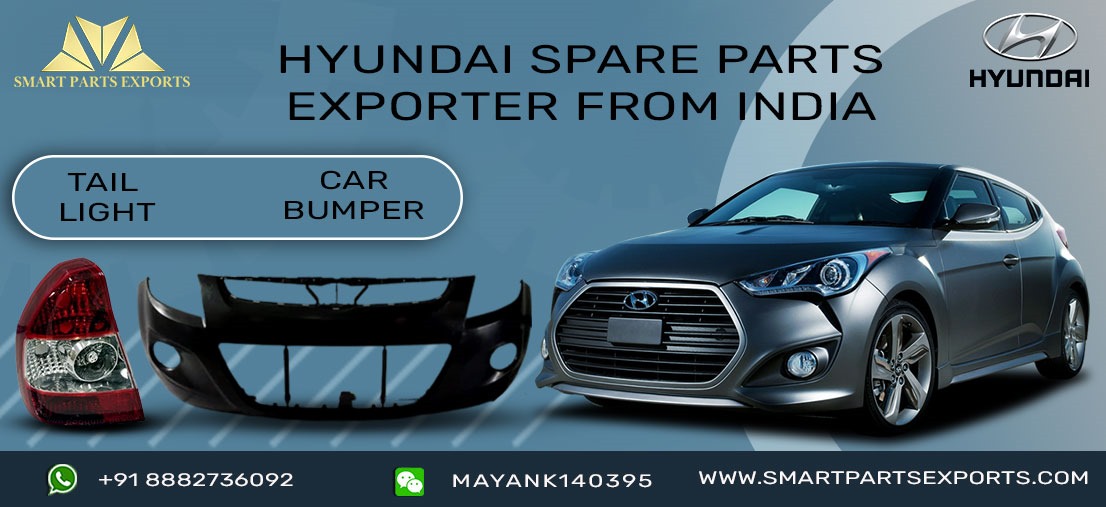 SMART PARTS EXPORTS
HYUNDAI SPARE PARTS
EXPORTER FROM INDIA
HYUNDAI
TAIL
LIGHT
CAR
BUMPER
+91 8882736092
MAYANK140395
WWW.SMARTPARTSEXPORTS.COM